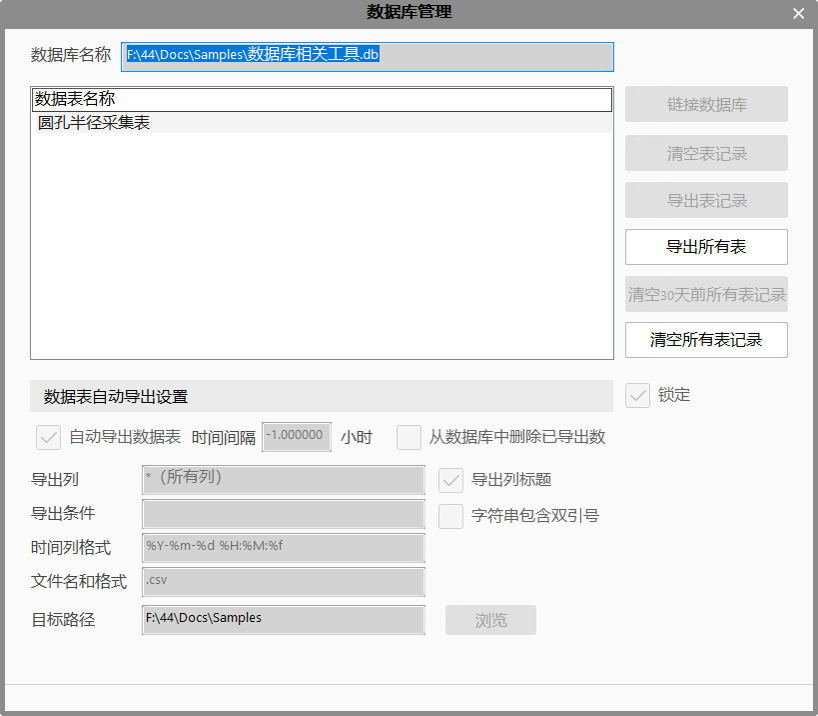 数据库管理
数据库名称 F:\44\Docs\Samples\数据库相关工具.db
数据表名称
圆孔半径采集表
链接数据库
清空表记录
导出表记录
导出所有表
清空30天前所有表记录
清空所有表记录
数据表自动导出设置
锁定
自动导出数据表 时间间隔 -1.000000 小时 从数据库中删除已导出数
导出列 *（所有列） 导出列标题
导出条件 字符串包含双引号
时间列格式 %Y-%m-%d %H:%M:%f
文件名和格式 .csv
目标路径 F:\44\Docs\Samples 浏览